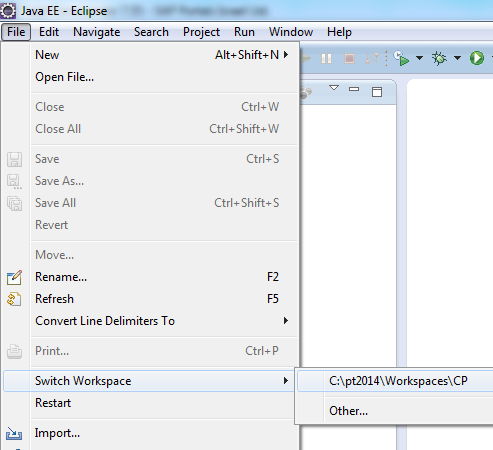 Java EE - Eclipse
File Edit Navigate Search Project Run Window Help
New Alt+Shift+N
Open File...
Close Ctrl+W
Close All Ctrl+Shift+W
Save Ctrl+S
Save As...
Save All Ctrl+Shift+S
Revert
Move...
Rename... F2
Refresh F5
Convert Line Delimiters To
Print... Ctrl+P
Switch Workspace C:\pt2014\Workspaces\CP
Restart
Other...
Import...